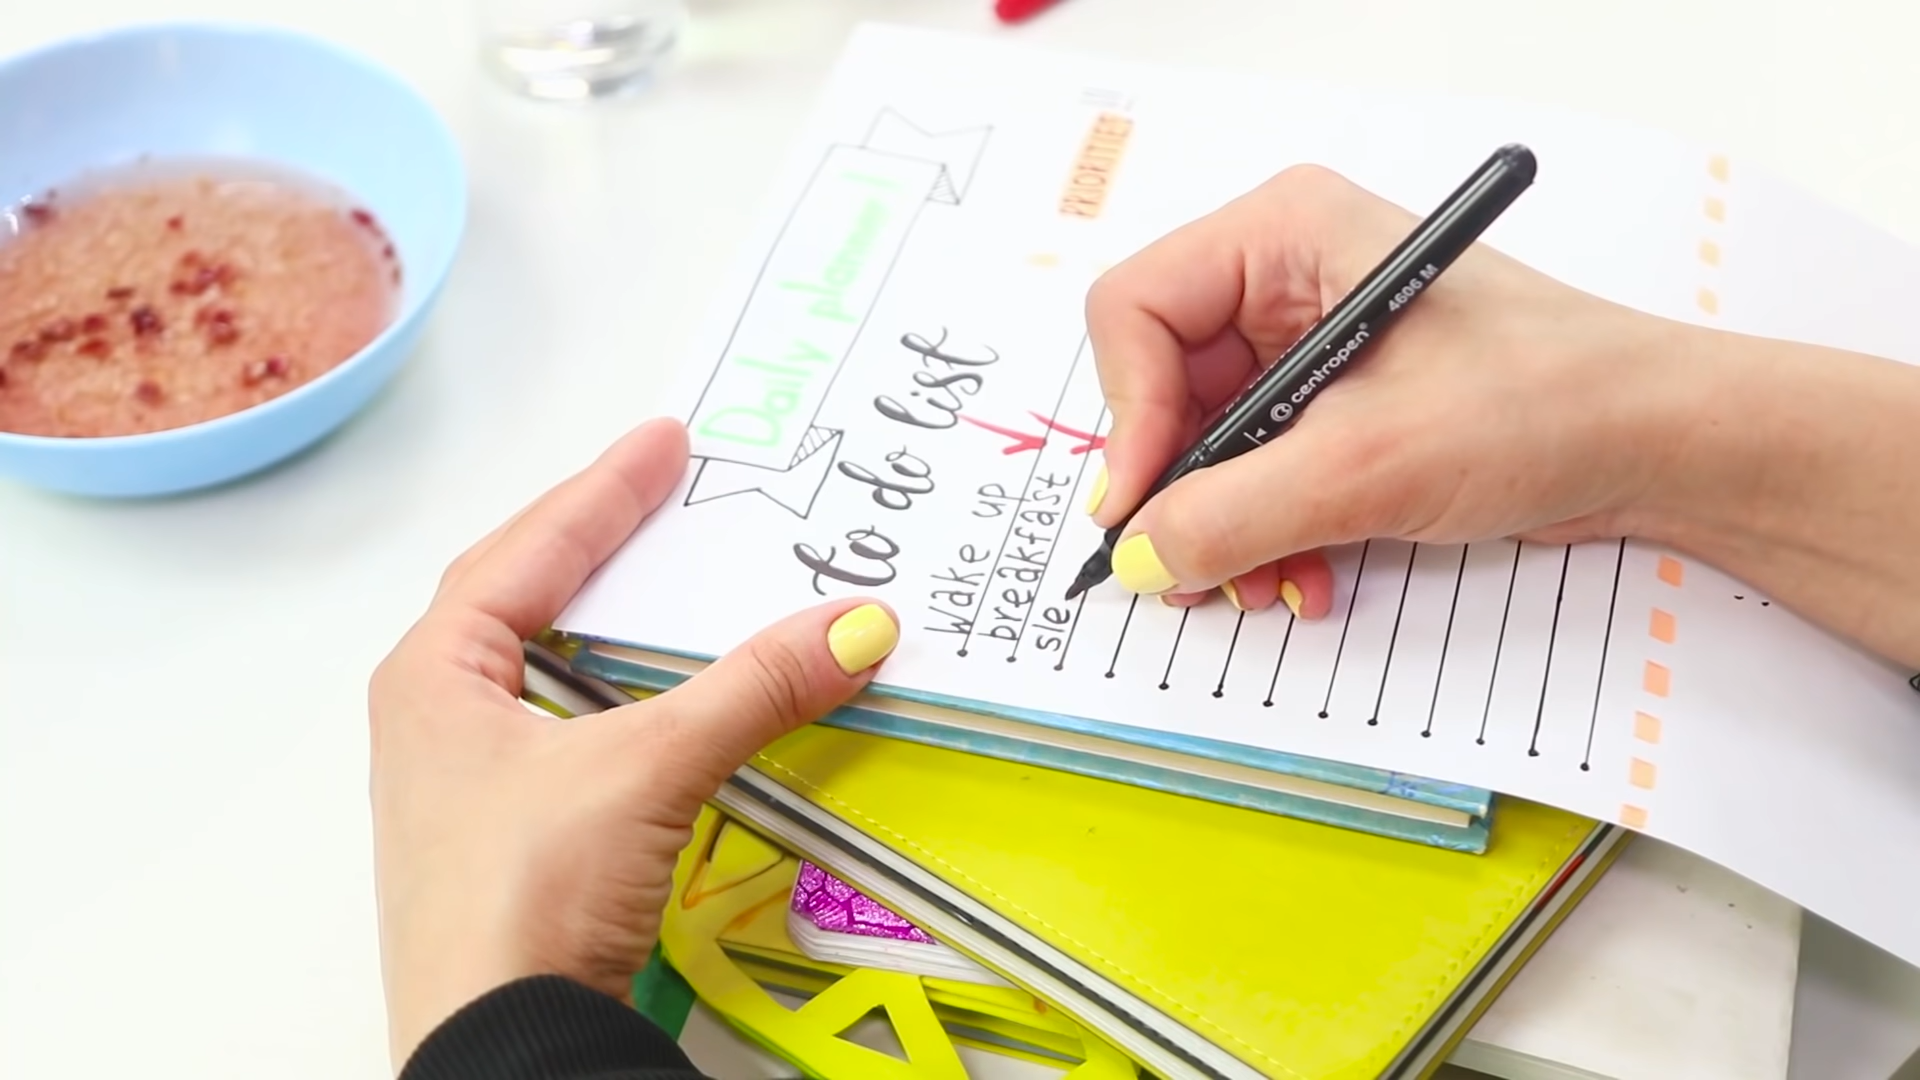 Daily planner!
PRIORITIES
to do list
wake up
breakfast
sle
centropen® 4606 M